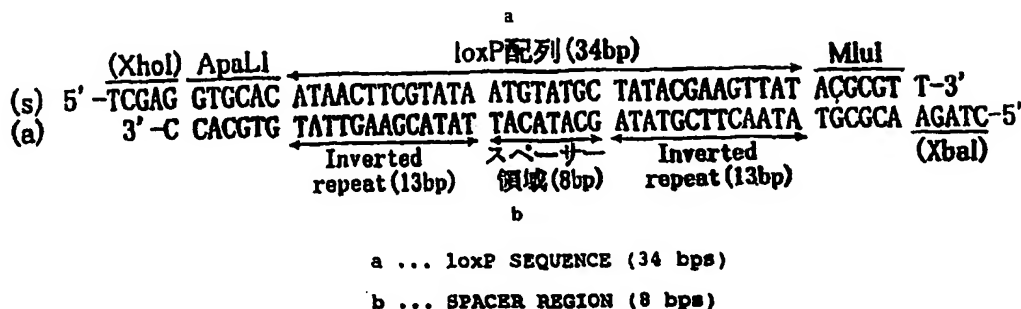 a
loxP配列(34bp)
(XhoI) ApaLI MluI
(s) 5' -TCGAG GTGCAC ATAACTTCGTATA ATGTATGC TATACGAAGTTAT ACGCGT T-3'
(a) 3' -C CACGTG TATTGAAGCATAT TACATACG ATATGCTTCAATA TGCGCA AGATC-5'
Inverted スペーサー Inverted (XbaI)
repeat (13bp) 領域(8bp) repeat (13bp)
b
a ... loxP SEQUENCE (34 bps)
b ... SPACER REGION (8 bps)